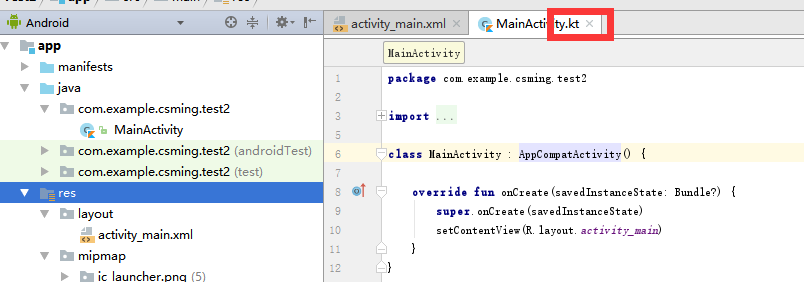 app
main
res
Android
app
manifests
java
com.example.csming.test2
MainActivity
com.example.csming.test2 (androidTest)
com.example.csming.test2 (test)
res
layout
activity_main.xml
mipmap
ic_launcher.png (5)
activity_main.xml
MainActivity.kt
MainActivity
1 package com.example.csming.test2
2
3 import ...
5
6 class MainActivity : AppCompatActivity() {
7
8 override fun onCreate(savedInstanceState: Bundle?) {
9 super.onCreate(savedInstanceState)
10 setContentView(R.layout.activity_main)
11 }
12 }